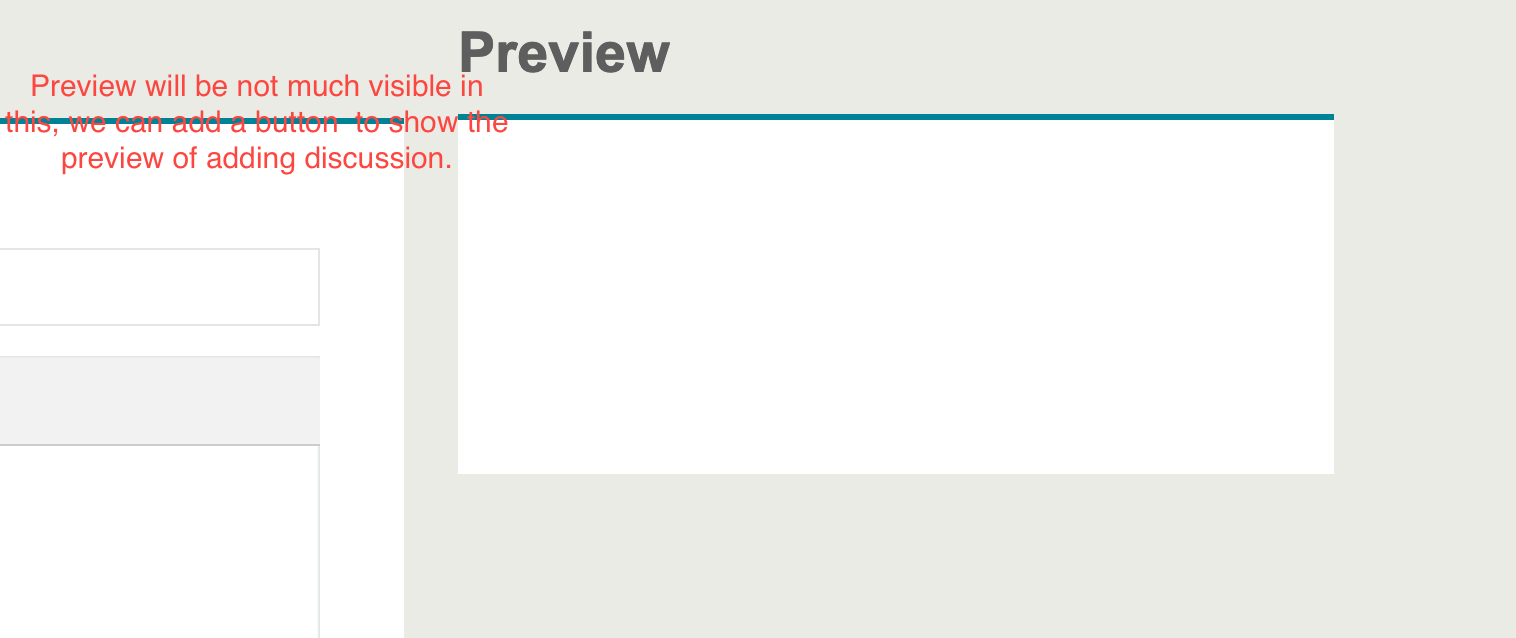 Preview
Preview will be not much visible in
this, we can add a button  to show the
preview of adding discussion.